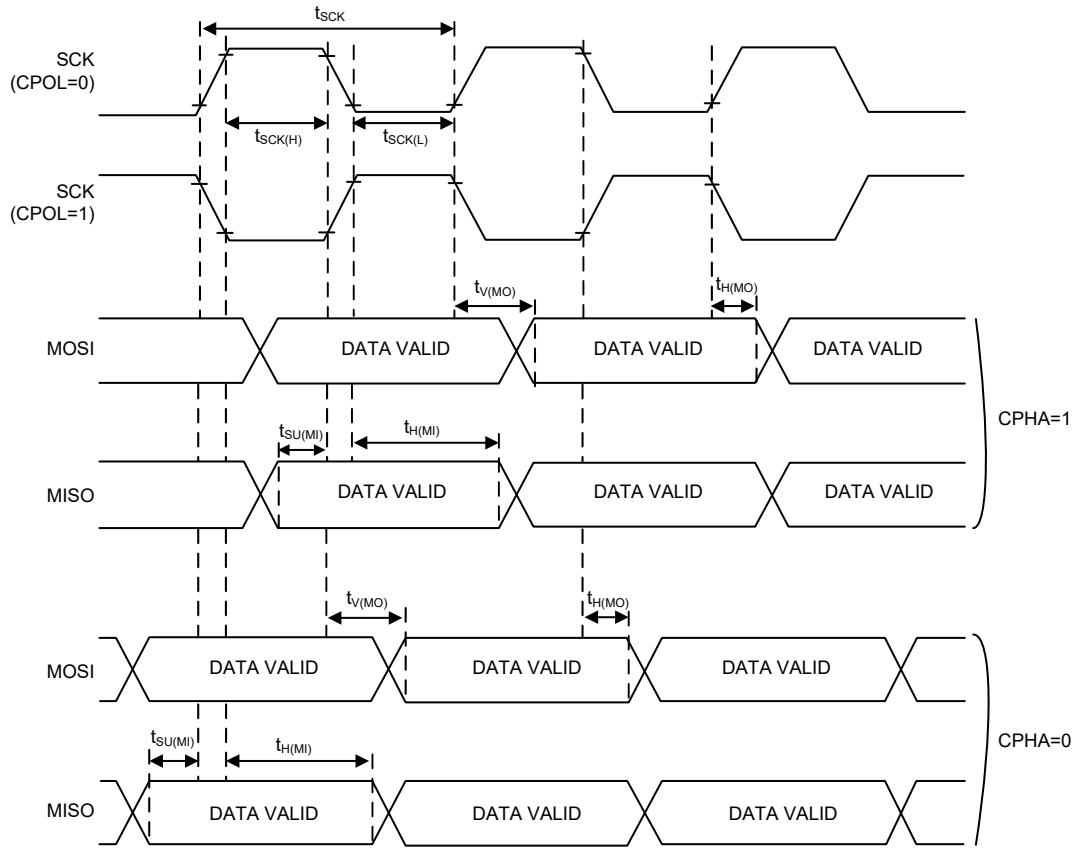 tSCK
SCK
(CPOL=0)
tSCK(H)
tSCK(L)
SCK
(CPOL=1)
tV(MO)
tH(MO)
MOSI
DATA VALID
DATA VALID
DATA VALID
CPHA=1
tSU(MI)
tH(MI)
MISO
DATA VALID
DATA VALID
DATA VALID
tV(MO)
tH(MO)
MOSI
DATA VALID
DATA VALID
DATA VALID
CPHA=0
tSU(MI)
tH(MI)
MISO
DATA VALID
DATA VALID
DATA VALID